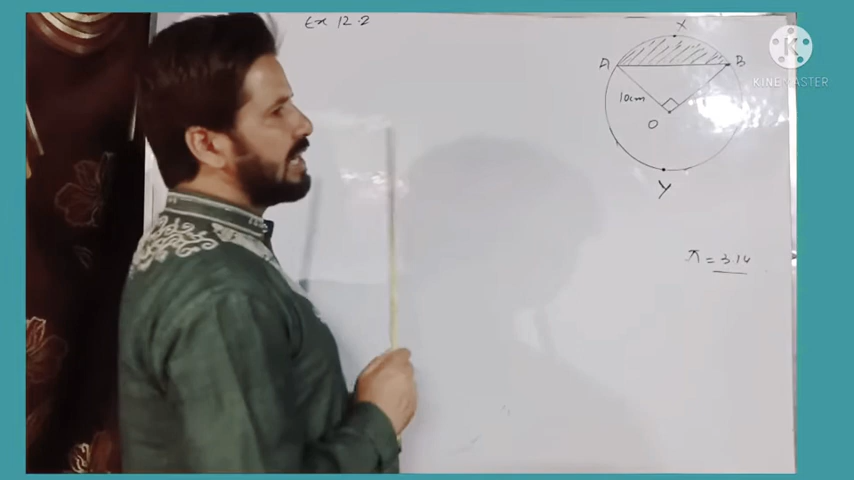 Ex 12.2
X
A
B
10cm
O
Y
π = 3.14
K
KINEMASTER